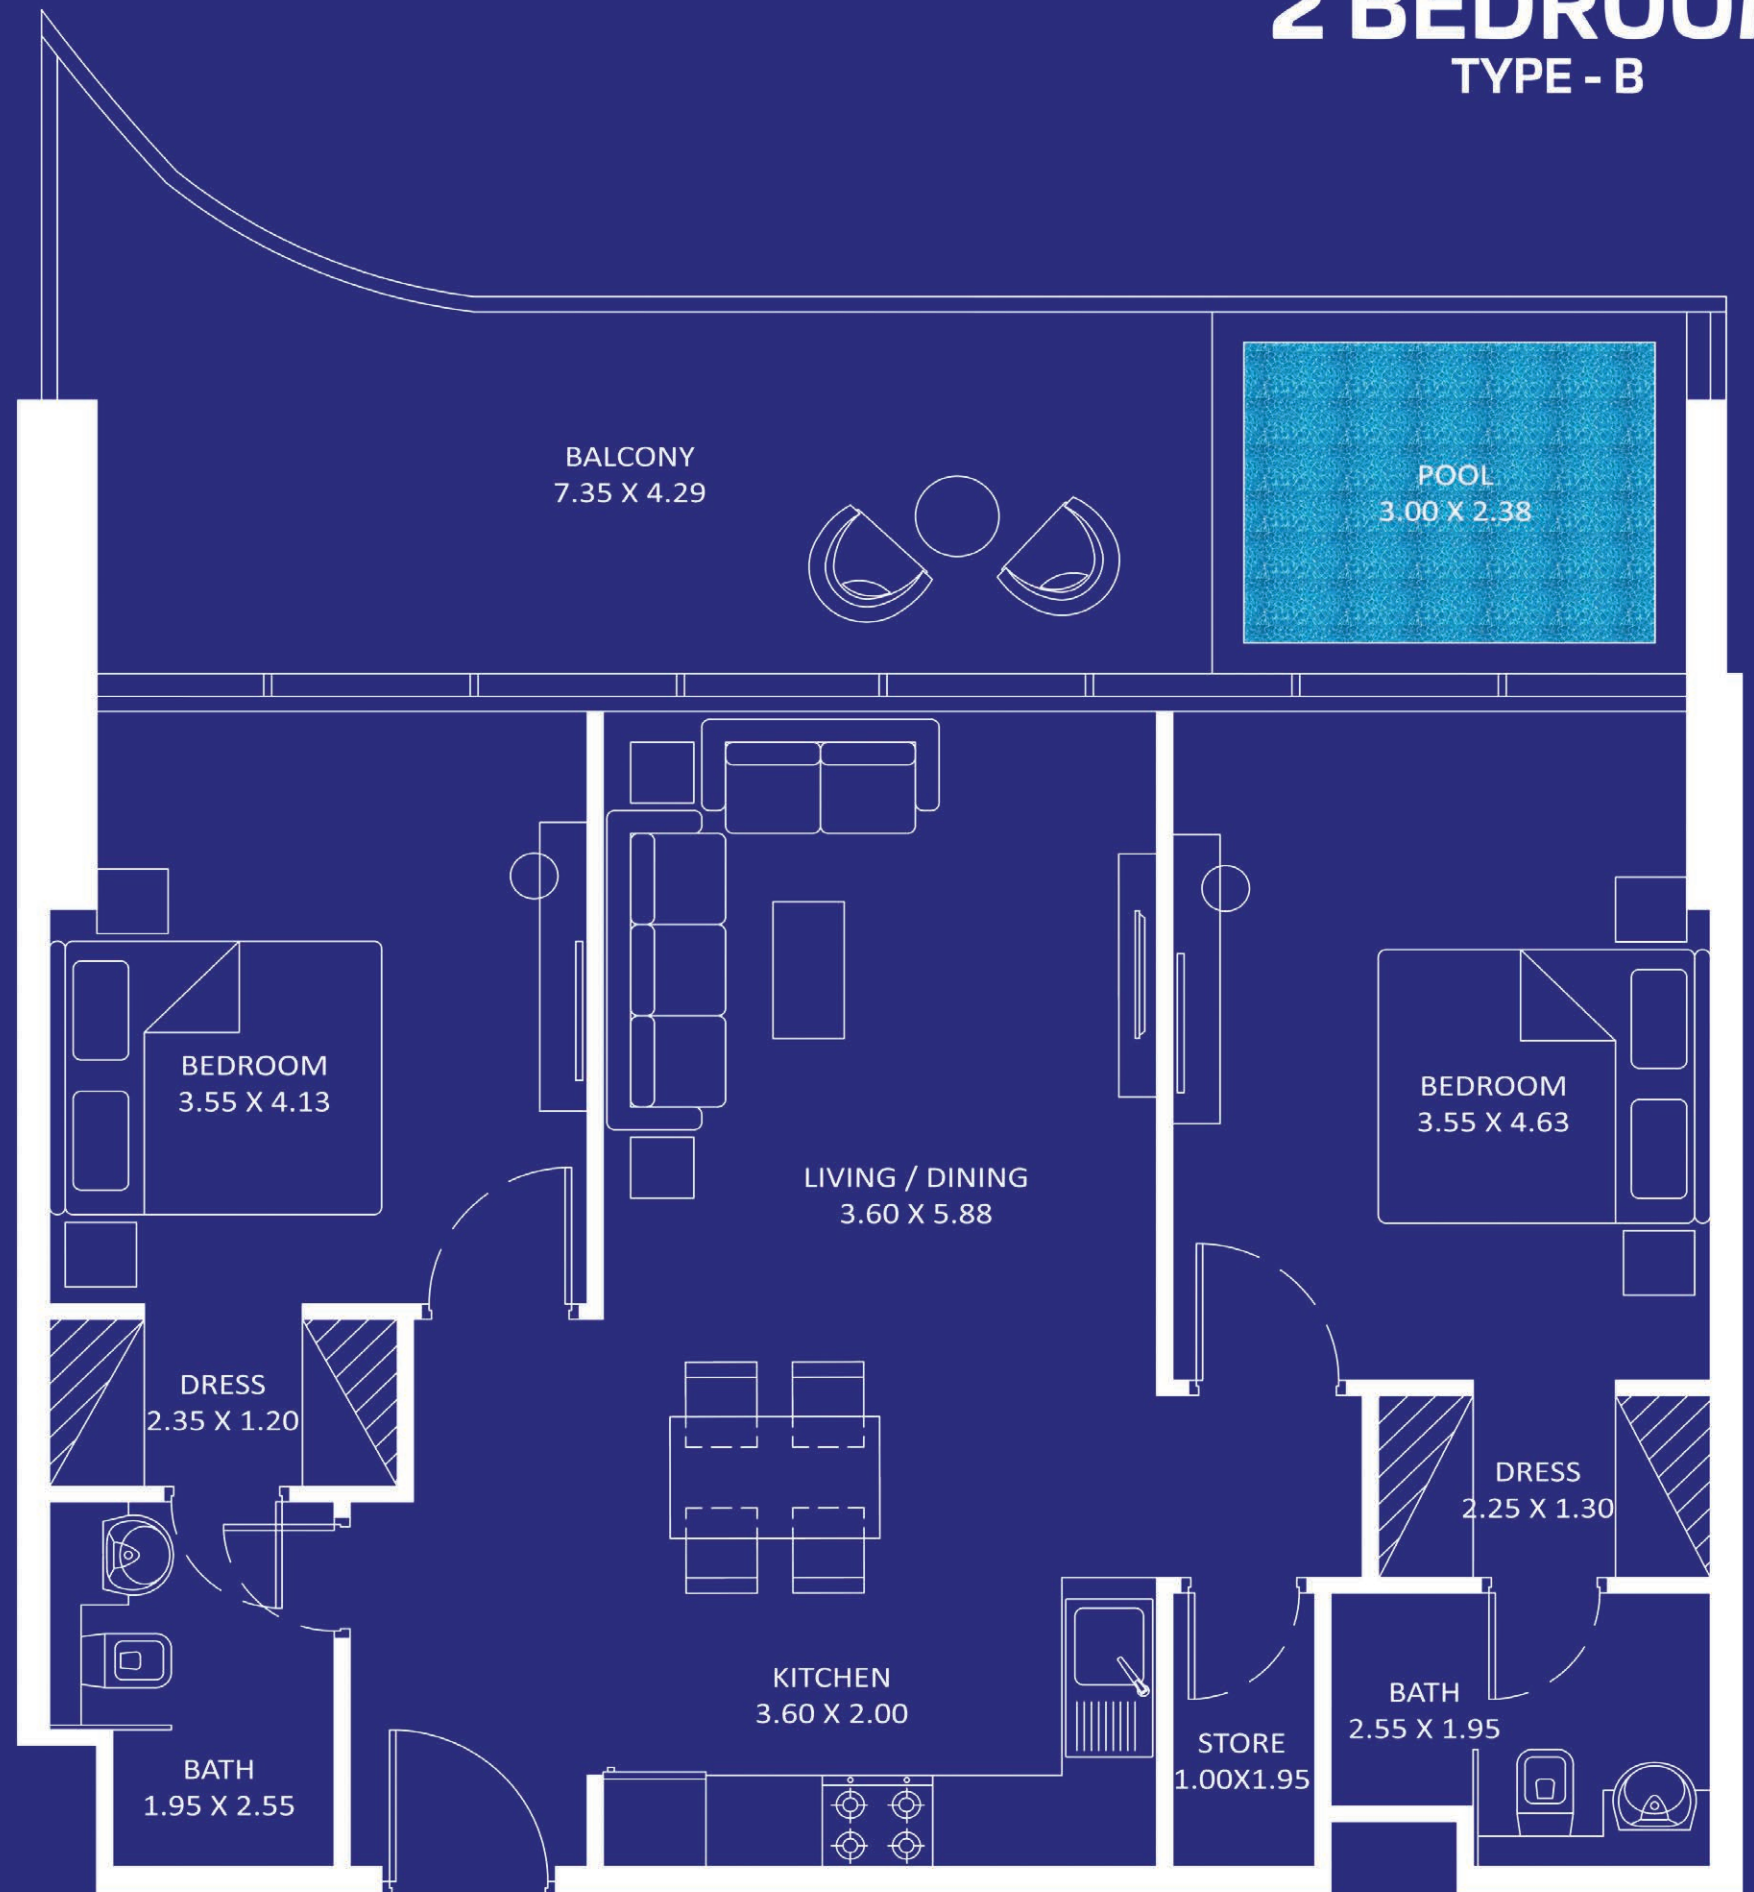 2 BEDROOM
TYPE - B
BALCONY
7.35 X 4.29
POOL
3.00 X 2.38
BEDROOM
3.55 X 4.13
BEDROOM
3.55 X 4.63
LIVING / DINING
3.60 X 5.88
DRESS
2.35 X 1.20
DRESS
2.25 X 1.30
KITCHEN
3.60 X 2.00
BATH
2.55 X 1.95
STORE
1.00X1.95
BATH
1.95 X 2.55